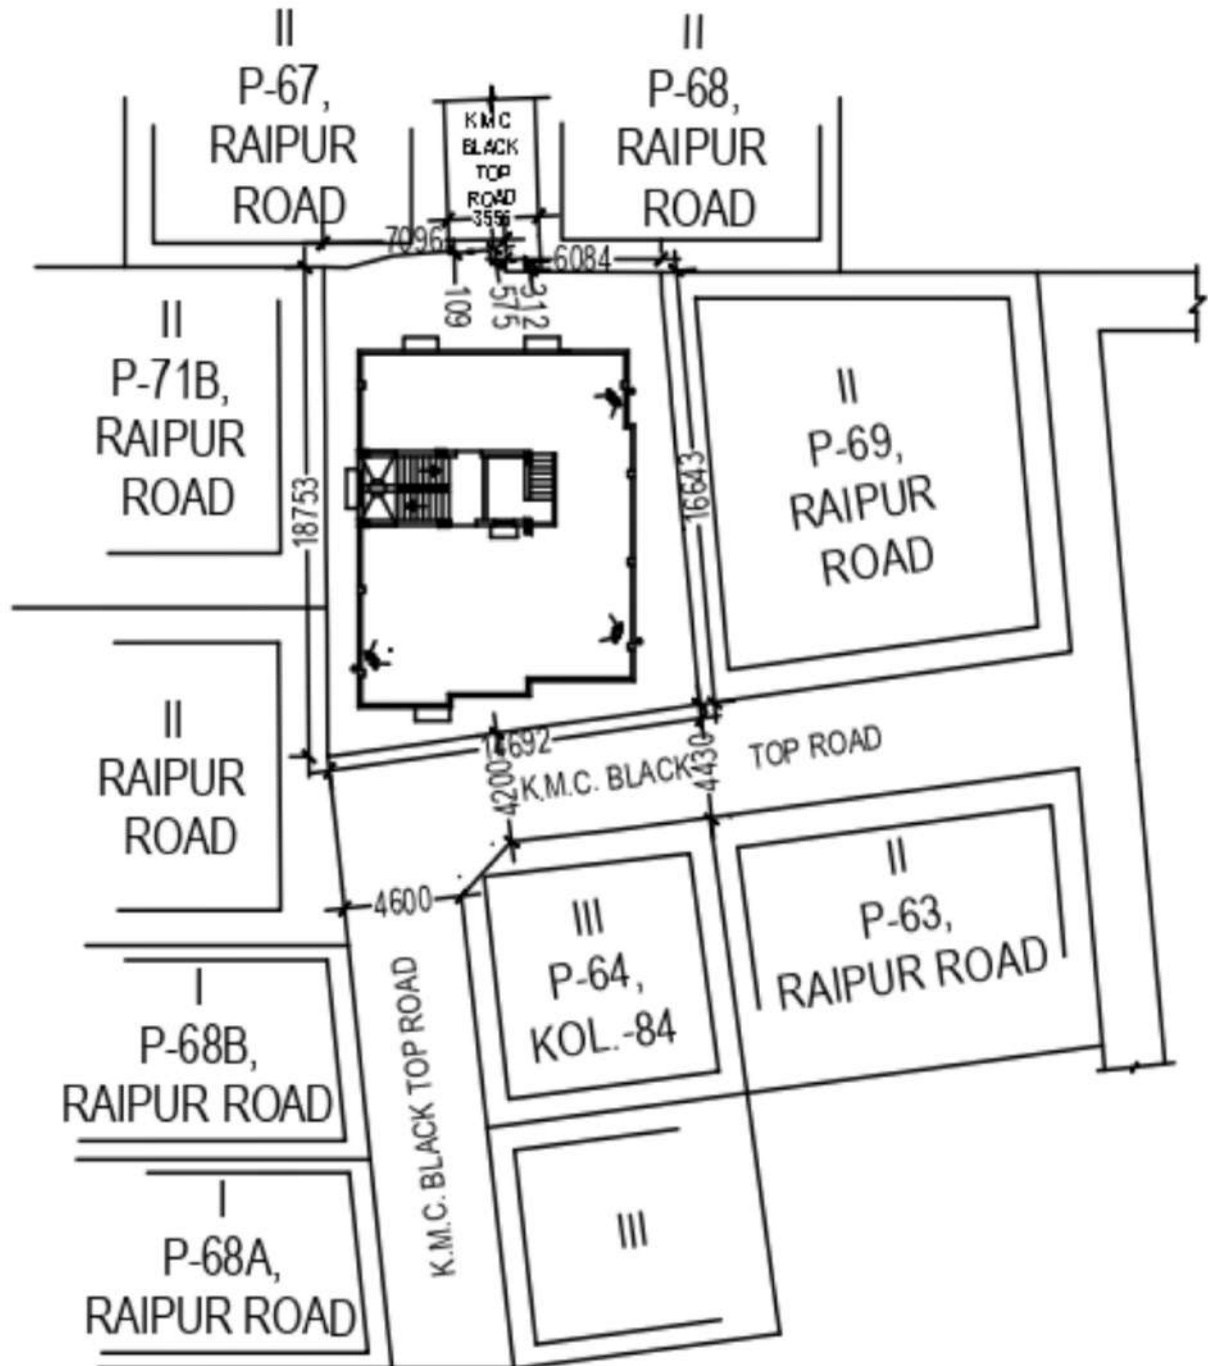 II
P-67,
RAIPUR
ROAD
K.M.C
BLACK
TOP
ROAD
3556
II
P-68,
RAIPUR
ROAD
7096
6084
109
575
312
II
P-71B,
RAIPUR
ROAD
18753
16643
II
P-69,
RAIPUR
ROAD
II
RAIPUR
ROAD
14692
4200
4430
K.M.C. BLACK TOP ROAD
4600
II
P-63,
RAIPUR ROAD
III
P-64,
KOL.-84
I
P-68B,
RAIPUR ROAD
K.M.C. BLACK TOP ROAD
I
P-68A,
RAIPUR ROAD
III